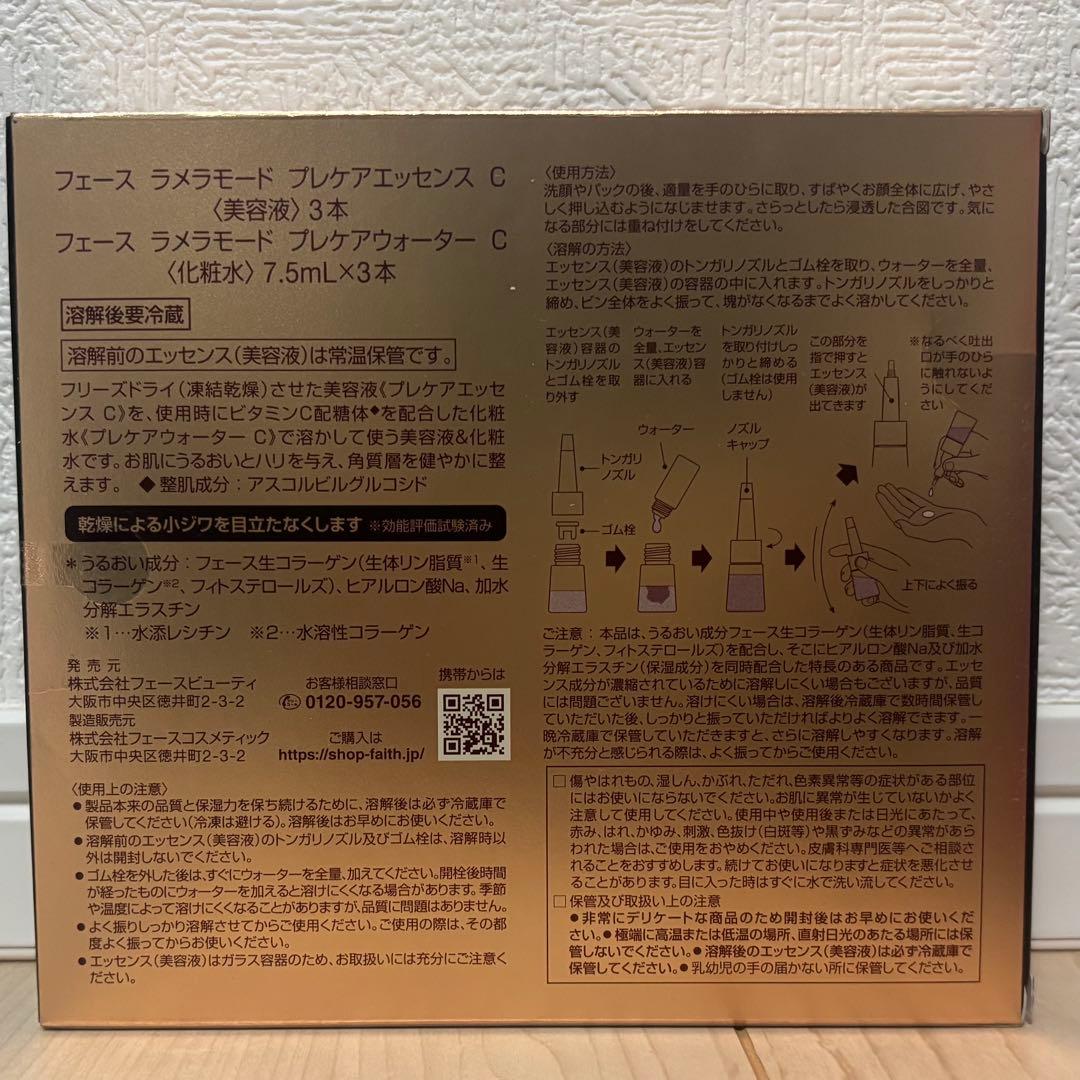 フェース ラメラモード プレケアエッセンス C
〈美容液〉3本
フェース ラメラモード プレケアウォーター C
〈化粧水〉7.5mL×3本
溶解後要冷蔵
溶解前のエッセンス(美容液)は常温保管です。
フリーズドライ(凍結乾燥)させた美容液《プレケアエッセ
ンス C》を、使用時にビタミンC配糖体◆を配合した化粧
水《プレケアウォーター C》で溶かして使う美容液&化粧
水です。お肌にうるおいとハリを与え、角質層を健やかに整
えます。 ◆整肌成分：アスコルビルグルコシド
乾燥による小ジワを目立たなくします ※効能評価試験済み
＊うるおい成分：フェース生コラーゲン(生体リン脂質※1、生
コラーゲン※2、フィトステロールズ)、ヒアルロン酸Na、加水
分解エラスチン
※1…水添レシチン ※2…水溶性コラーゲン
発売元
株式会社フェースビューティ
大阪市中央区徳井町2-3-2
製造販売元
株式会社フェースコスメティック
大阪市中央区徳井町2-3-2
お客様相談窓口
0120-957-056
ご購入は
https://shop-faith.jp/
携帯からは
〈使用上の注意〉
●製品本来の品質と保湿力を保ち続けるために、溶解後は必ず冷蔵庫で
保管してください(冷凍は避ける)。溶解後はお早めにお使いください。
●溶解前のエッセンス(美容液)のトンガリノズル及びゴム栓は、溶解時以
外は開封しないでください。
●ゴム栓を外した後は、すぐにウォーターを全量、加えてください。開栓後時間
が経ったものにウォーターを加えると溶けにくくなる場合があります。季節
や温度によって溶けにくくなることがありますが、品質に問題はありません。
●よく振りしっかり溶解させてからご使用ください。ご使用の際は、その都
度よく振ってからお使いください。
●エッセンス(美容液)はガラス容器のため、お取扱いには充分にご注意く
ださい。
〈使用方法〉
洗顔やパックの後、適量を手のひらに取り、すばやくお顔全体に広げ、やさ
しく押し込むようになじませます。さらっとしたら浸透した合図です。気に
なる部分には重ね付けをしてください。
〈溶解の方法〉
エッセンス(美容液)のトンガリノズルとゴム栓を取り、ウォーターを全量、
エッセンス(美容液)の容器の中に入れます。トンガリノズルをしっかりと
締め、ビン全体をよく振って、塊がなくなるまでよく溶かしてください。
エッセンス(美
容液)容器の
トンガリノズル
とゴム栓を取
り外す
ウォーターを
全量、エッセン
ス(美容液)容
器に入れる
トンガリノズル
を取り付けしっ
かりと締める
(ゴム栓は使用
しません)
この部分を
指で押すと
エッセンス
(美容液)が
出てきます
※なるべく吐出
口が手のひら
に触れないよ
うにしてくだ
さい
トンガリ
ノズル
ゴム栓
ウォーター
ノズル
キャップ
上下によく振る
ご注意：本品は、うるおい成分フェース生コラーゲン(生体リン脂質、生コ
ラーゲン、フィトステロールズ)を配合し、そこにヒアルロン酸Na及び加水
分解エラスチン(保湿成分)を同時配合した特長のある商品です。エッセ
ンス成分が濃縮されているために溶解しにくい場合もございますが、品質
には問題ございません。溶けにくい場合は、溶解後冷蔵庫で数時間保管し
ていただいた後、しっかりと振っていただければよりよく溶解できます。一
晩冷蔵庫で保管していただきますと、さらに溶解しやすくなります。溶解
が不充分と感じられる際は、よく振ってからご使用ください。
□傷やはれもの、湿しん、かぶれ、ただれ、色素異常等の症状がある部位
にはお使いにならないでください。お肌に異常が生じていないかよく
注意して使用してください。使用中や使用後または日光にあたって、
赤み、はれ、かゆみ、刺激、色抜け(白斑等)や黒ずみなどの異常があら
われた場合は、ご使用をおやめください。皮膚科専門医等へご相談さ
れることをおすすめします。続けてお使いになりますと症状を悪化させ
ることがあります。目に入った時はすぐに水で洗い流してください。
□保管及び取扱い上の注意
●非常にデリケートな商品のため開封後はお早めにお使いくだ
さい。●極端に高温または低温の場所、直射日光のあたる場所には保
管しないでください。●溶解後のエッセンス(美容液)は必ず冷蔵庫で
保管してください。●乳幼児の手の届かない所に保管してください。